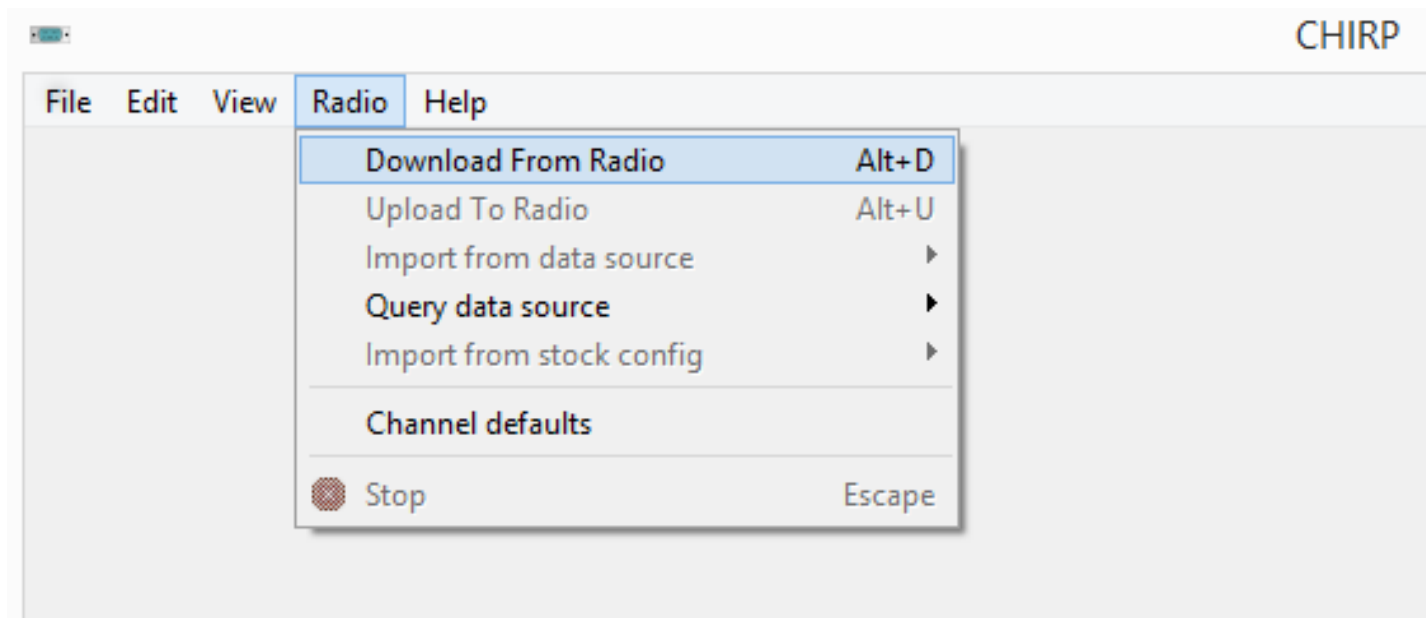 CHIRP
File Edit View Radio Help
Download From Radio Alt+D
Upload To Radio Alt+U
Import from data source
Query data source
Import from stock config
Channel defaults
Stop Escape